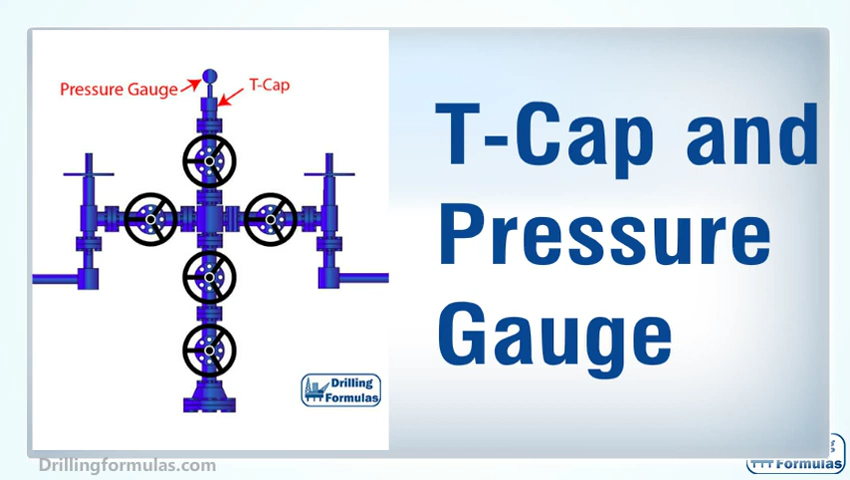 Pressure Gauge
T-Cap
Drilling
Formulas
T-Cap and
Pressure
Gauge
Drillingformulas.com
Formulas